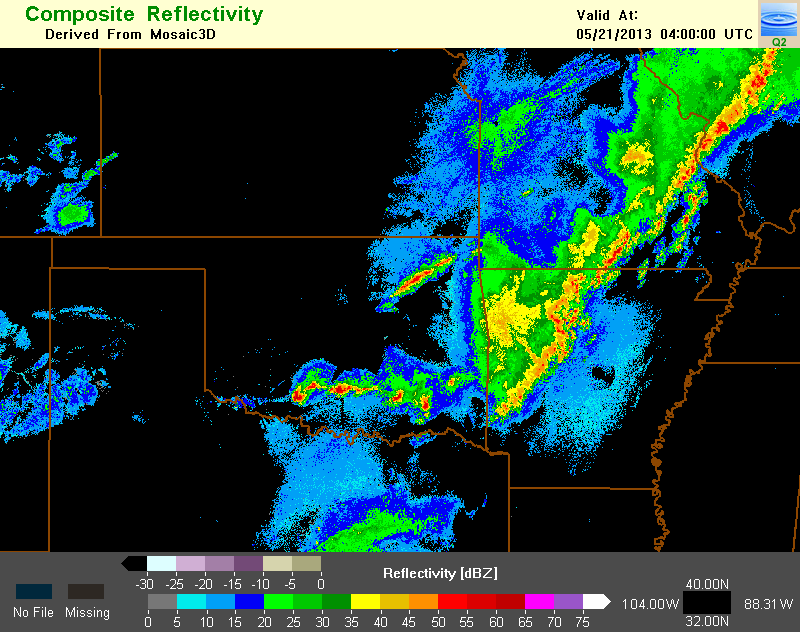 Composite Reflectivity
Derived From Mosaic3D
Valid At:
05/21/2013 04:00:00 UTC
Q2
No File
Missing
-30 -25 -20 -15 -10 -5 0
Reflectivity [dBZ]
0 5 10 15 20 25 30 35 40 45 50 55 60 65 70 75
40.00N
104.00W 88.31W
32.00N